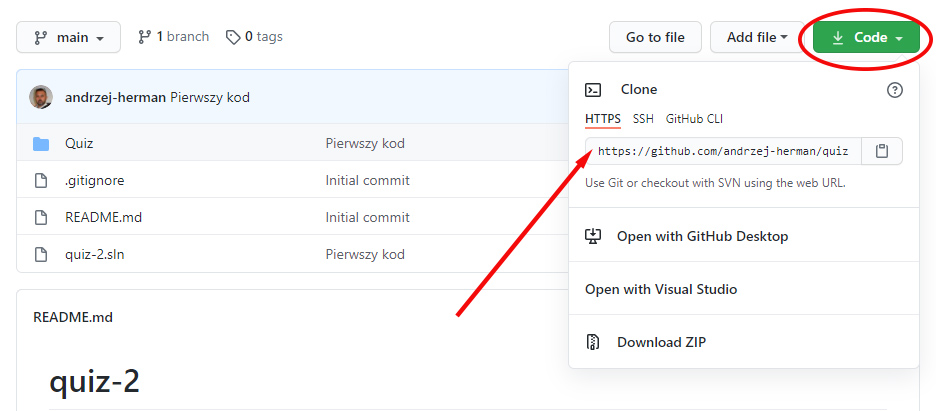 main
1 branch
0 tags
Go to file
Add file
Code
andrzej-herman Pierwszy kod
Quiz Pierwszy kod
.gitignore Initial commit
README.md Initial commit
quiz-2.sln Pierwszy kod
Clone
?
HTTPS SSH GitHub CLI
https://github.com/andrzej-herman/quiz
Use Git or checkout with SVN using the web URL.
Open with GitHub Desktop
Open with Visual Studio
Download ZIP
README.md
quiz-2